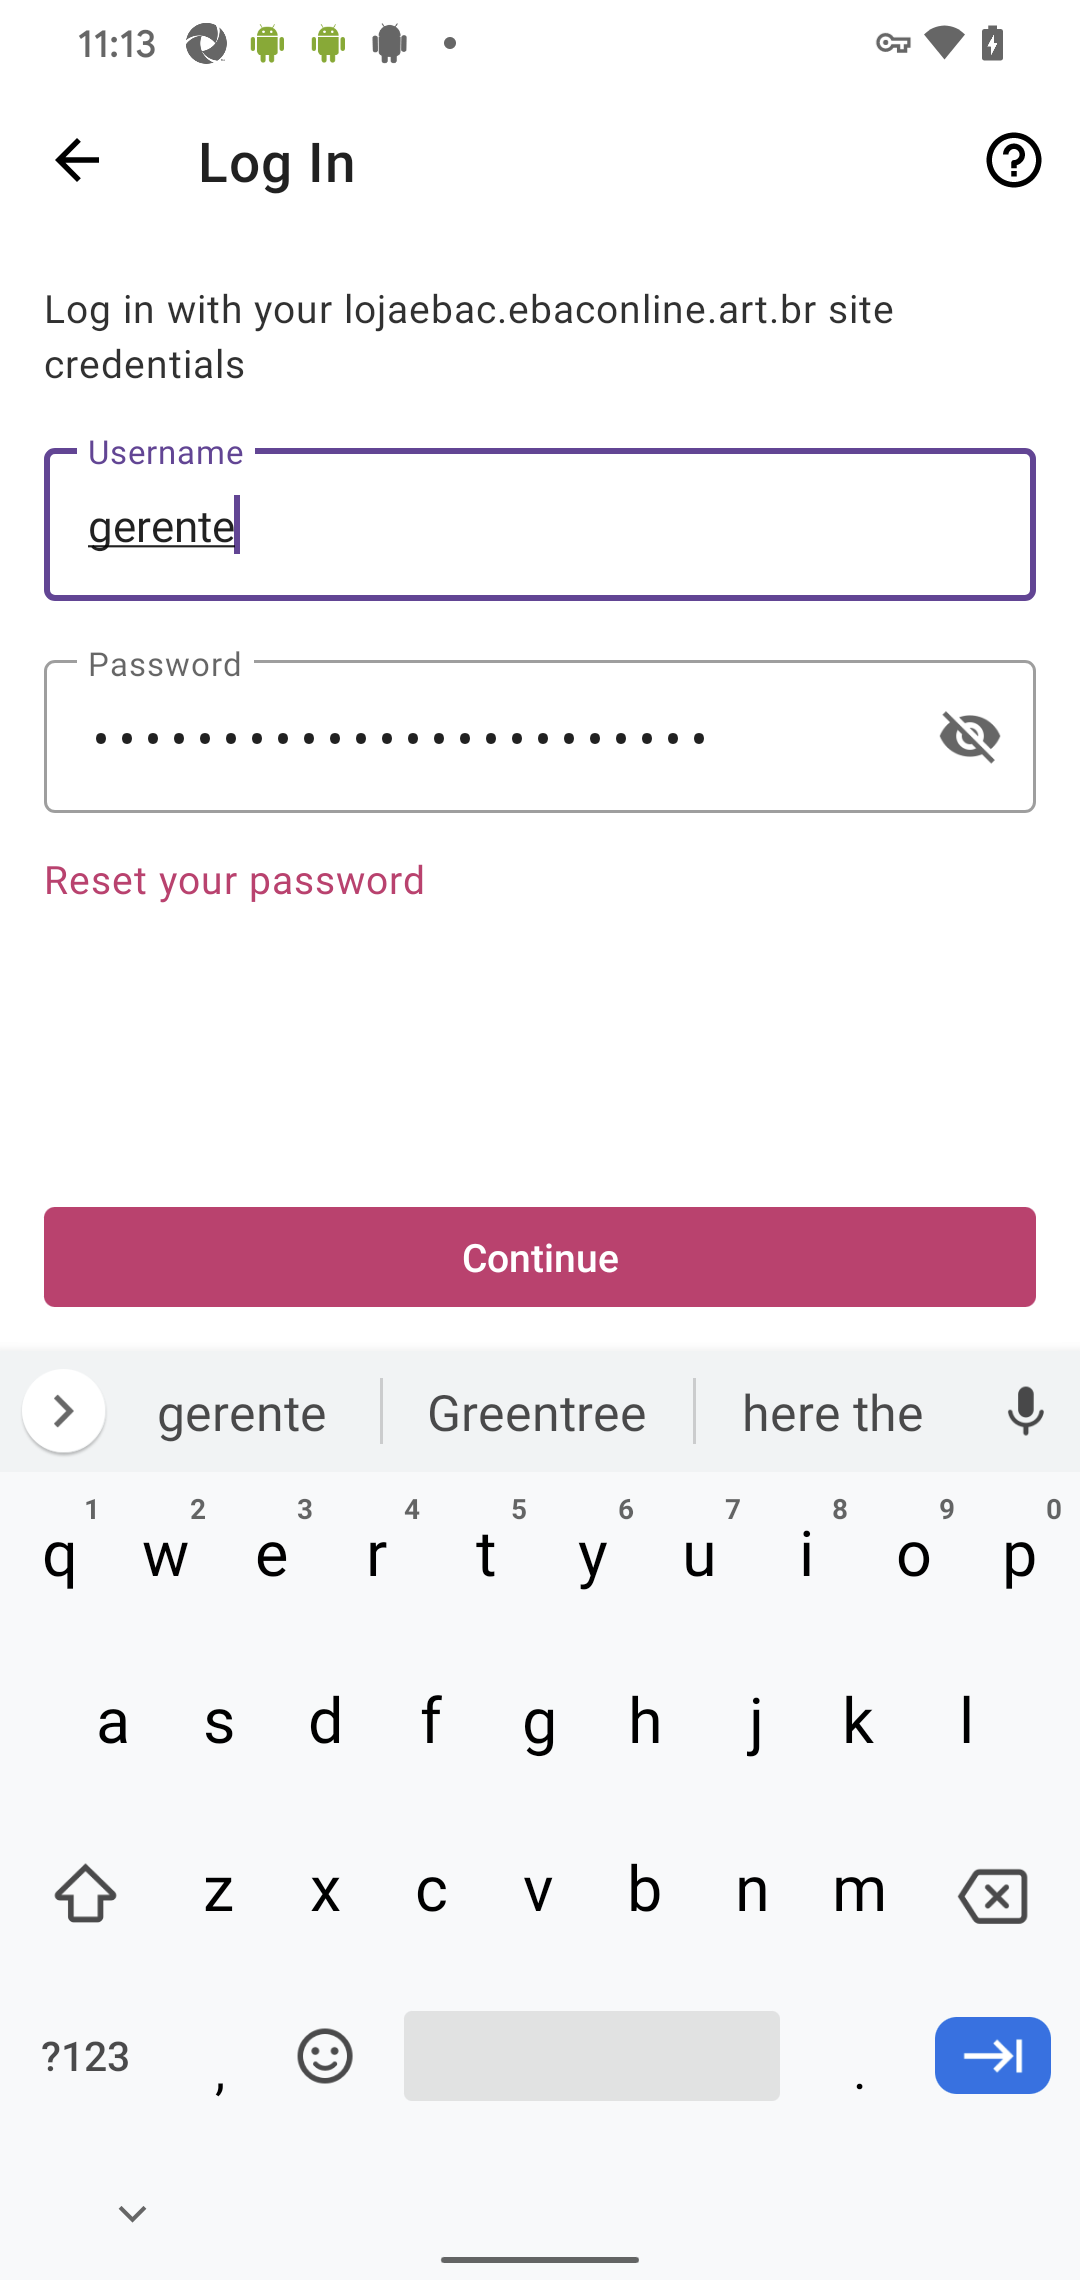 11:13
Log In
Log in with your lojaebac.ebaconline.art.br site
credentials
Username
gerente
Password
••••••••••••••••••••••••
Reset your password
Continue
gerente Greentree here the
1 2 3 4 5 6 7 8 9 0
q w e r t y u i o p
a s d f g h j k l
z x c v b n m
?123 , .